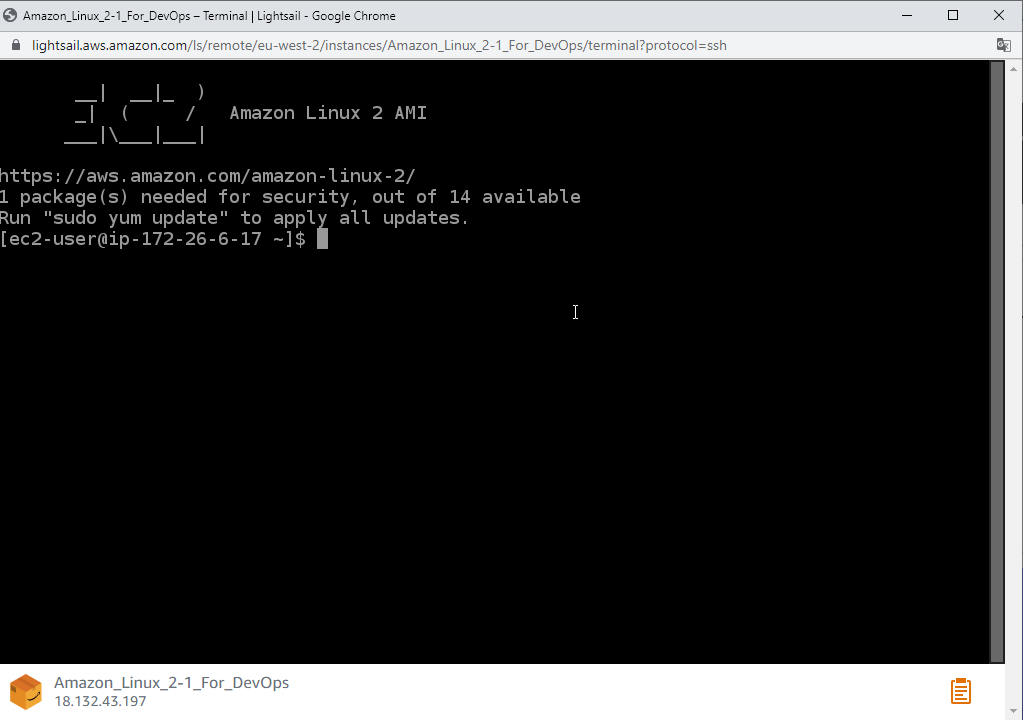 Amazon_Linux_2-1_For_DevOps – Terminal | Lightsail - Google Chrome
lightsail.aws.amazon.com/ls/remote/eu-west-2/instances/Amazon_Linux_2-1_For_DevOps/terminal?protocol=ssh
       __|  __|_  )
       _|  (     /   Amazon Linux 2 AMI
      ___|\___|___|
https://aws.amazon.com/amazon-linux-2/
1 package(s) needed for security, out of 14 available
Run "sudo yum update" to apply all updates.
[ec2-user@ip-172-26-6-17 ~]$
Amazon_Linux_2-1_For_DevOps
18.132.43.197